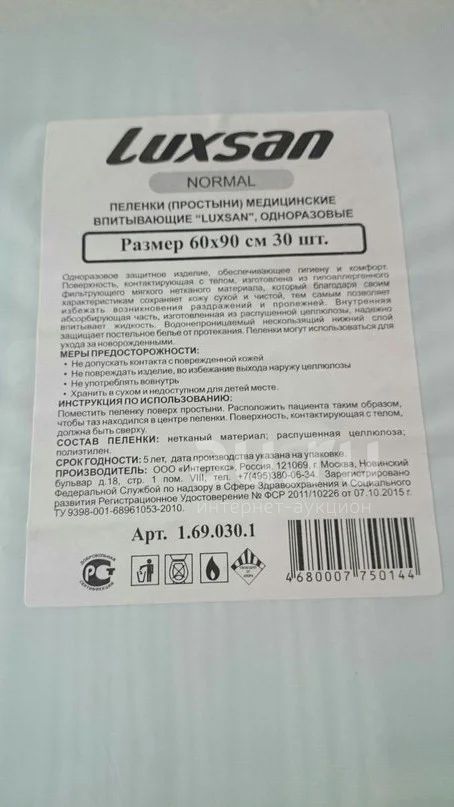 Luxsan
NORMAL
ПЕЛЕНКИ (ПРОСТЫНИ) МЕДИЦИНСКИЕ
ВПИТЫВАЮЩИЕ "LUXSAN", ОДНОРАЗОВЫЕ
Размер 60x90 см 30 шт.
Одноразовое защитное изделие, обеспечивающее гигиену и комфорт.
Поверхность, контактирующая с телом, изготовлена из гипоаллергенного
фильтрующего мягкого нетканого материала, который благодаря своим
характеристикам сохраняет кожу сухой и чистой, тем самым позволяет
избежать возникновения раздражений и пролежней. Внутренняя
абсорбирующая часть, изготовленная из распушенной целлюлозы, надежно
впитывает жидкость. Водонепроницаемый нескользящий нижний слой
защищает постельное белье от протекания. Пеленки могут использоваться для
ухода за новорожденными.
МЕРЫ ПРЕДОСТОРОЖНОСТИ:
• Не допускать контакта с поврежденной кожей
• Не повреждать изделие, во избежание выхода наружу целлюлозы
• Не употреблять вовнутрь
• Хранить в сухом и недоступном для детей месте.
ИНСТРУКЦИЯ ПО ИСПОЛЬЗОВАНИЮ:
Поместить пеленку поверх простыни. Расположить пациента таким образом,
чтобы таз находился в центре пеленки. Поверхность, контактирующая с телом,
должна быть сверху.
СОСТАВ ПЕЛЕНКИ: нетканый материал; распушенная целлюлоза;
полиэтилен.
СРОК ГОДНОСТИ: 5 лет, дата производства указана на упаковке.
ПРОИЗВОДИТЕЛЬ: ООО «Интертекс», Россия, 121069, г. Москва, Новинский
бульвар д.18, стр. 1 пом. VIII, тел. +7(495)380-06-34. Зарегистрировано
Федеральной Службой по надзору в Сфере Здравоохранения и Социального
развития Регистрационное Удостоверение № ФСР 2011/10226 от 07.10.2015 г.
ТУ 9398-001-68961053-2010.
интернет-аукцион
Арт. 1.69.030.1
ДОБРОВОЛЬНАЯ
СЕРТИФИКАЦИЯ
4 680007 750144